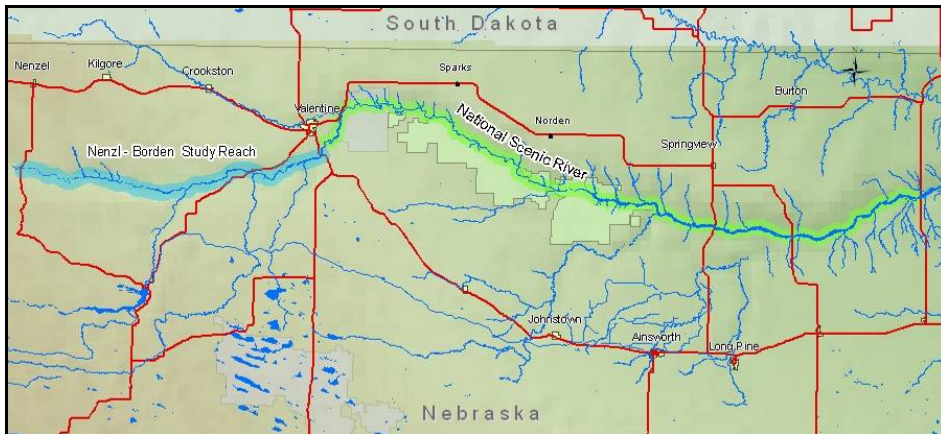 South Dakota
Nenzel
Kilgore
Crookston
Sparks
Burton
Valentine
National Scenic River
Norden
Springview
Nenzl - Borden Study Reach
Johnstown
Ainsworth
Long Pine
Nebraska